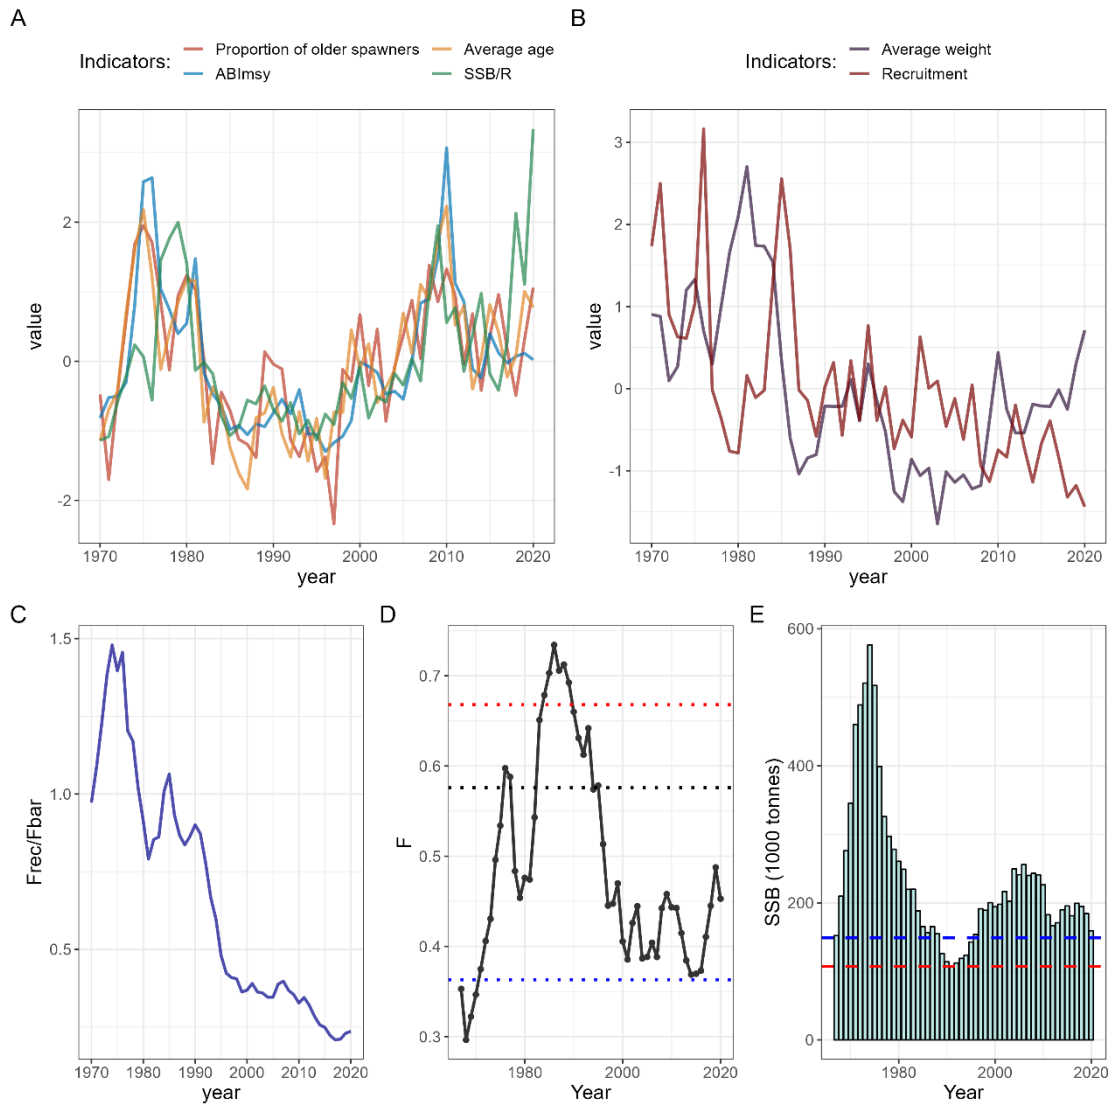 A
Indicators:
Proportion of older spawners
Average age
ABImsy
SSB/R
value
2
0
-2
1970
1980
1990
2000
2010
2020
year
B
Indicators:
Average weight
Recruitment
value
3
2
1
0
-1
1970
1980
1990
2000
2010
2020
year
C
Frec/Fbar
1.5
1.0
0.5
1970
1980
1990
2000
2010
2020
year
D
F
0.7
0.6
0.5
0.4
0.3
1980
2000
2020
Year
E
SSB (1000 tonnes)
600
400
200
0
1980
2000
2020
Year